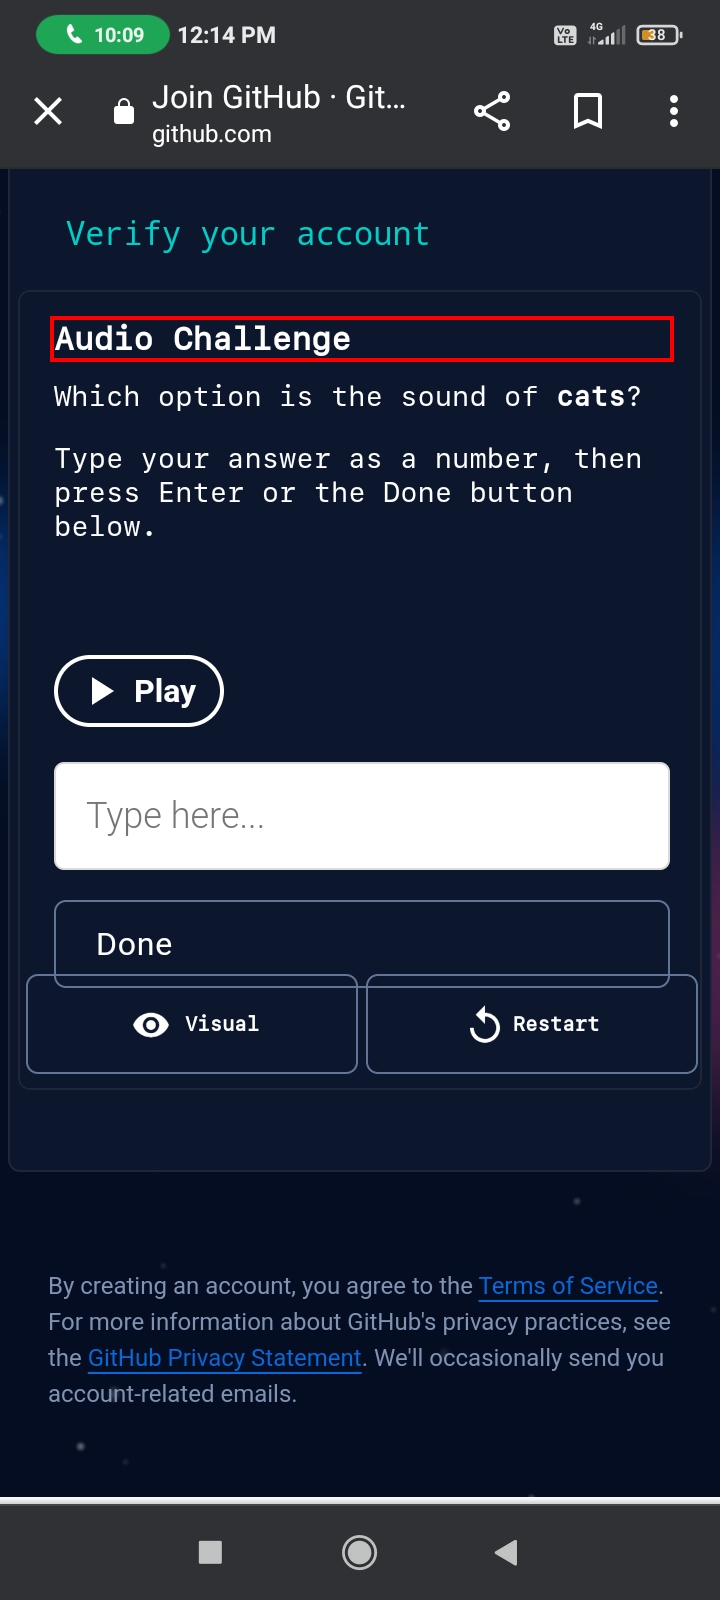 10:09 12:14 PM Vo LTE 4G 38
Join GitHub · Git...
github.com
Verify your account
Audio Challenge
Which option is the sound of cats?
Type your answer as a number, then
press Enter or the Done button
below.
Play
Type here...
Done
Visual Restart
By creating an account, you agree to the Terms of Service.
For more information about GitHub's privacy practices, see
the GitHub Privacy Statement. We'll occasionally send you
account-related emails.